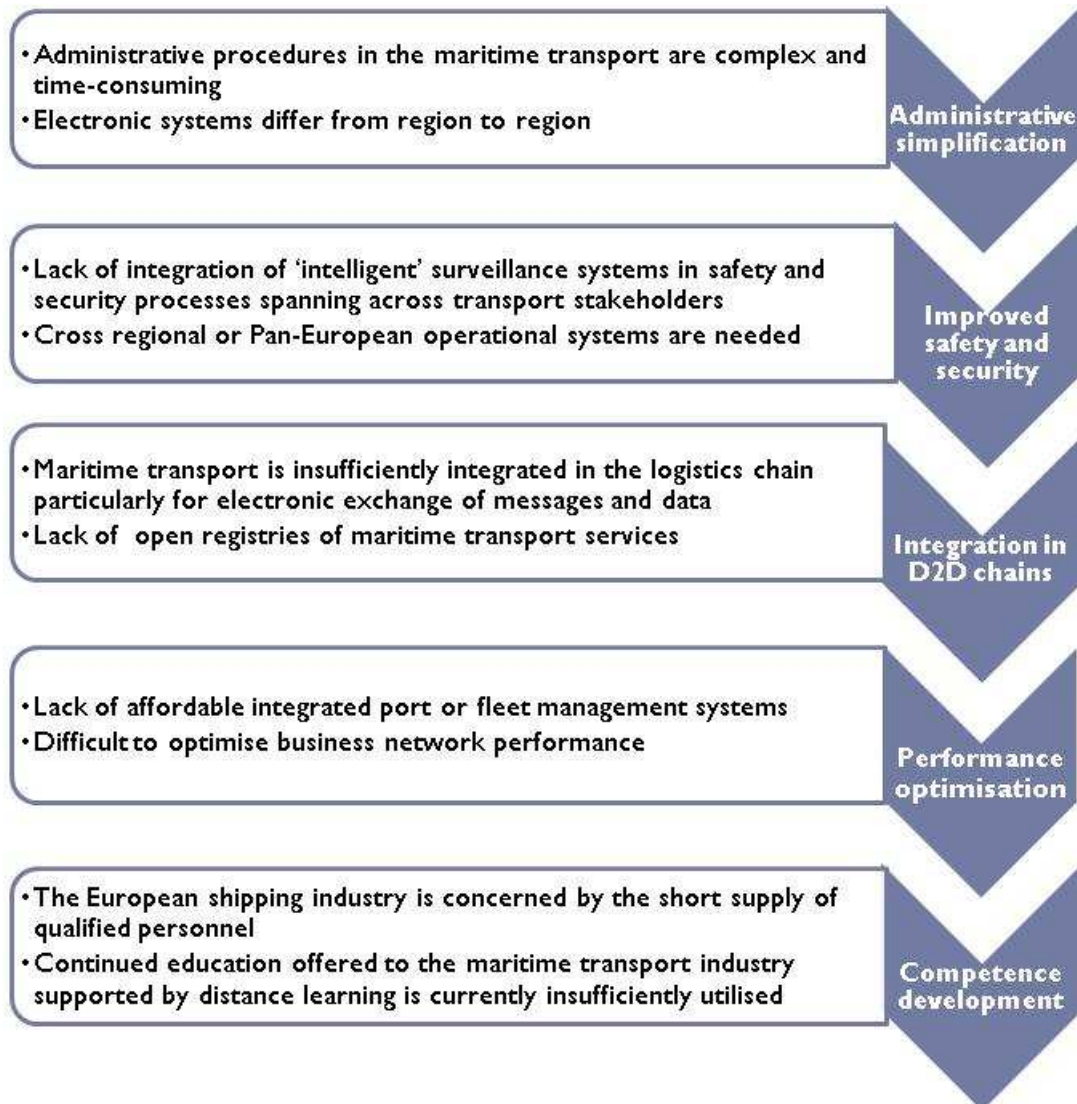 • Administrative procedures in the maritime transport are complex and
time-consuming
• Electronic systems differ from region to region
Administrative
simplification
• Lack of integration of ‘intelligent’ surveillance systems in safety and
security processes spanning across transport stakeholders
• Cross regional or Pan-European operational systems are needed
Improved
safety and
security
• Maritime transport is insufficiently integrated in the logistics chain
particularly for electronic exchange of messages and data
• Lack of open registries of maritime transport services
Integration in
D2D chains
• Lack of affordable integrated port or fleet management systems
• Difficult to optimise business network performance
Performance
optimisation
• The European shipping industry is concerned by the short supply of
qualified personnel
• Continued education offered to the maritime transport industry
supported by distance learning is currently insufficiently utilised
Competence
development